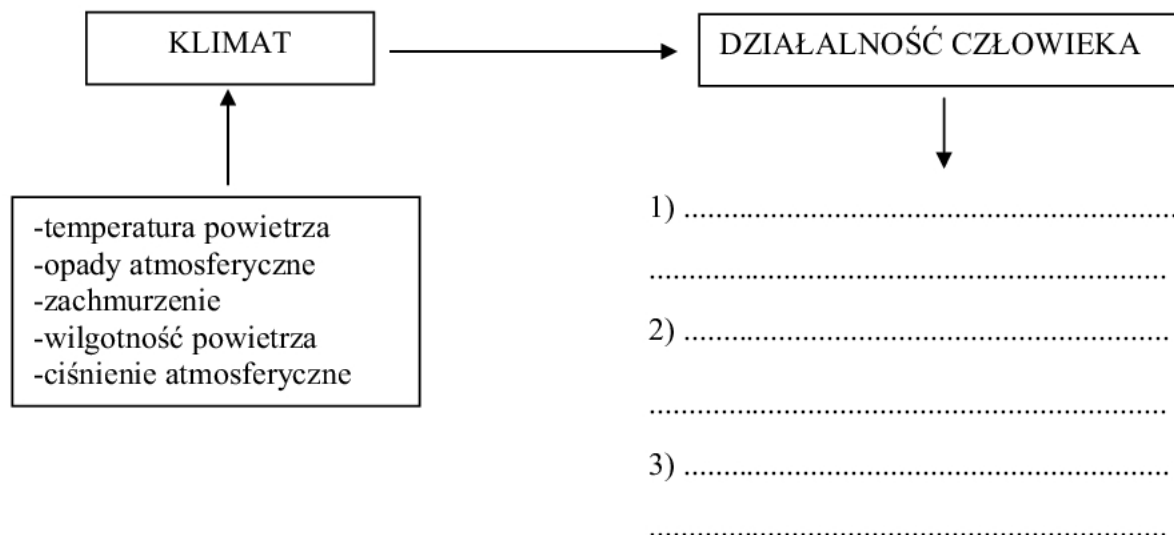 KLIMAT
DZIAŁALNOŚĆ CZŁOWIEKA
-temperatura powietrza
-opady atmosferyczne
-zachmurzenie
-wilgotność powietrza
-ciśnienie atmosferyczne
1) ......................................................................
..........................................................................
2) .....................................................................
..........................................................................
3) .....................................................................
..........................................................................